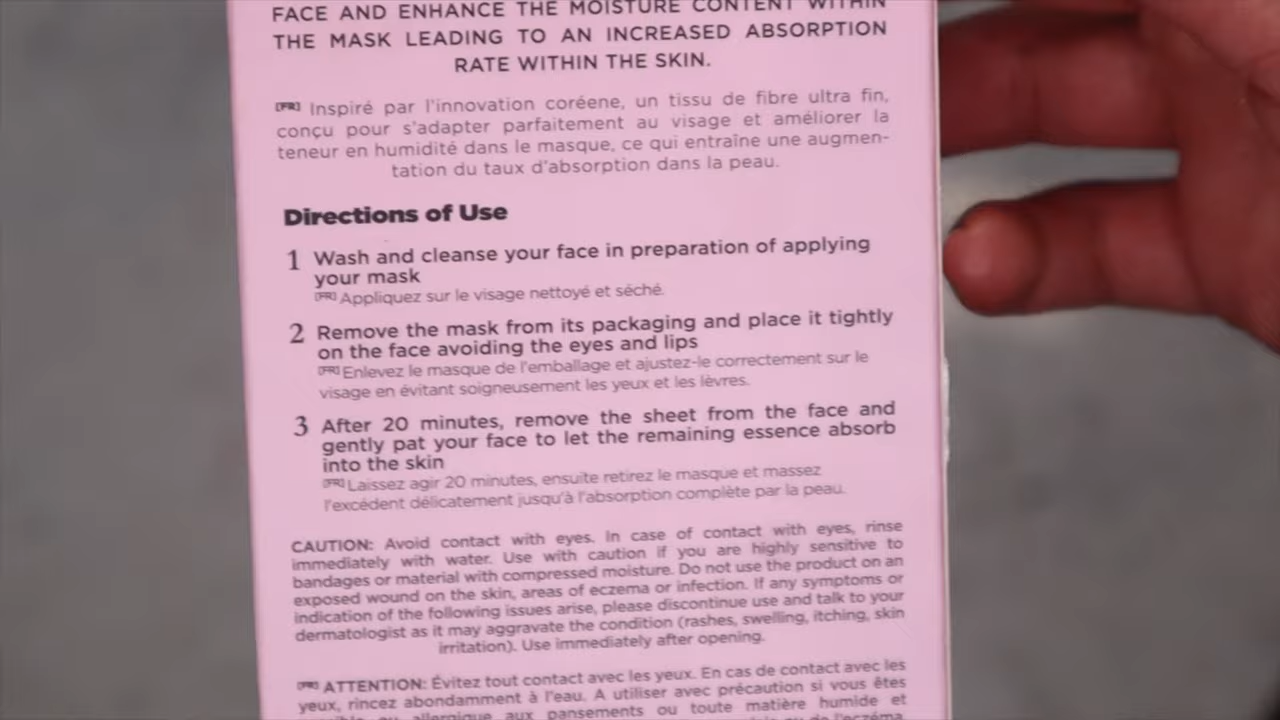 FACE AND ENHANCE THE MOISTURE CONTENT WITHIN
THE MASK LEADING TO AN INCREASED ABSORPTION
RATE WITHIN THE SKIN.
[FR] Inspiré par l'innovation coréene, un tissu de fibre ultra fin,
conçu pour s'adapter parfaitement au visage et améliorer la
teneur en humidité dans le masque, ce qui entraîne une augmen-
tation du taux d'absorption dans la peau.
Directions of Use
1 Wash and cleanse your face in preparation of applying
your mask
[FR] Appliquez sur le visage nettoyé et séché.
2 Remove the mask from its packaging and place it tightly
on the face avoiding the eyes and lips
[FR] Enlevez le masque de l'emballage et ajustez-le correctement sur le
visage en évitant soigneusement les yeux et les lèvres.
3 After 20 minutes, remove the sheet from the face and
gently pat your face to let the remaining essence absorb
into the skin
[FR] Laissez agir 20 minutes, ensuite retirez le masque et massez
l'excédent délicatement jusqu'à l'absorption complète par la peau.
CAUTION: Avoid contact with eyes. In case of contact with eyes, rinse
immediately with water. Use with caution if you are highly sensitive to
bandages or material with compressed moisture. Do not use the product on an
exposed wound on the skin, areas of eczema or infection. If any symptoms or
indication of the following issues arise, please discontinue use and talk to your
dermatologist as it may aggravate the condition (rashes, swelling, itching, skin
irritation). Use immediately after opening.
[FR] ATTENTION: Évitez tout contact avec les yeux. En cas de contact avec les
yeux, rincez abondamment à l'eau. A utiliser avec précaution si vous êtes
allergique aux pansements ou toute matière humide et